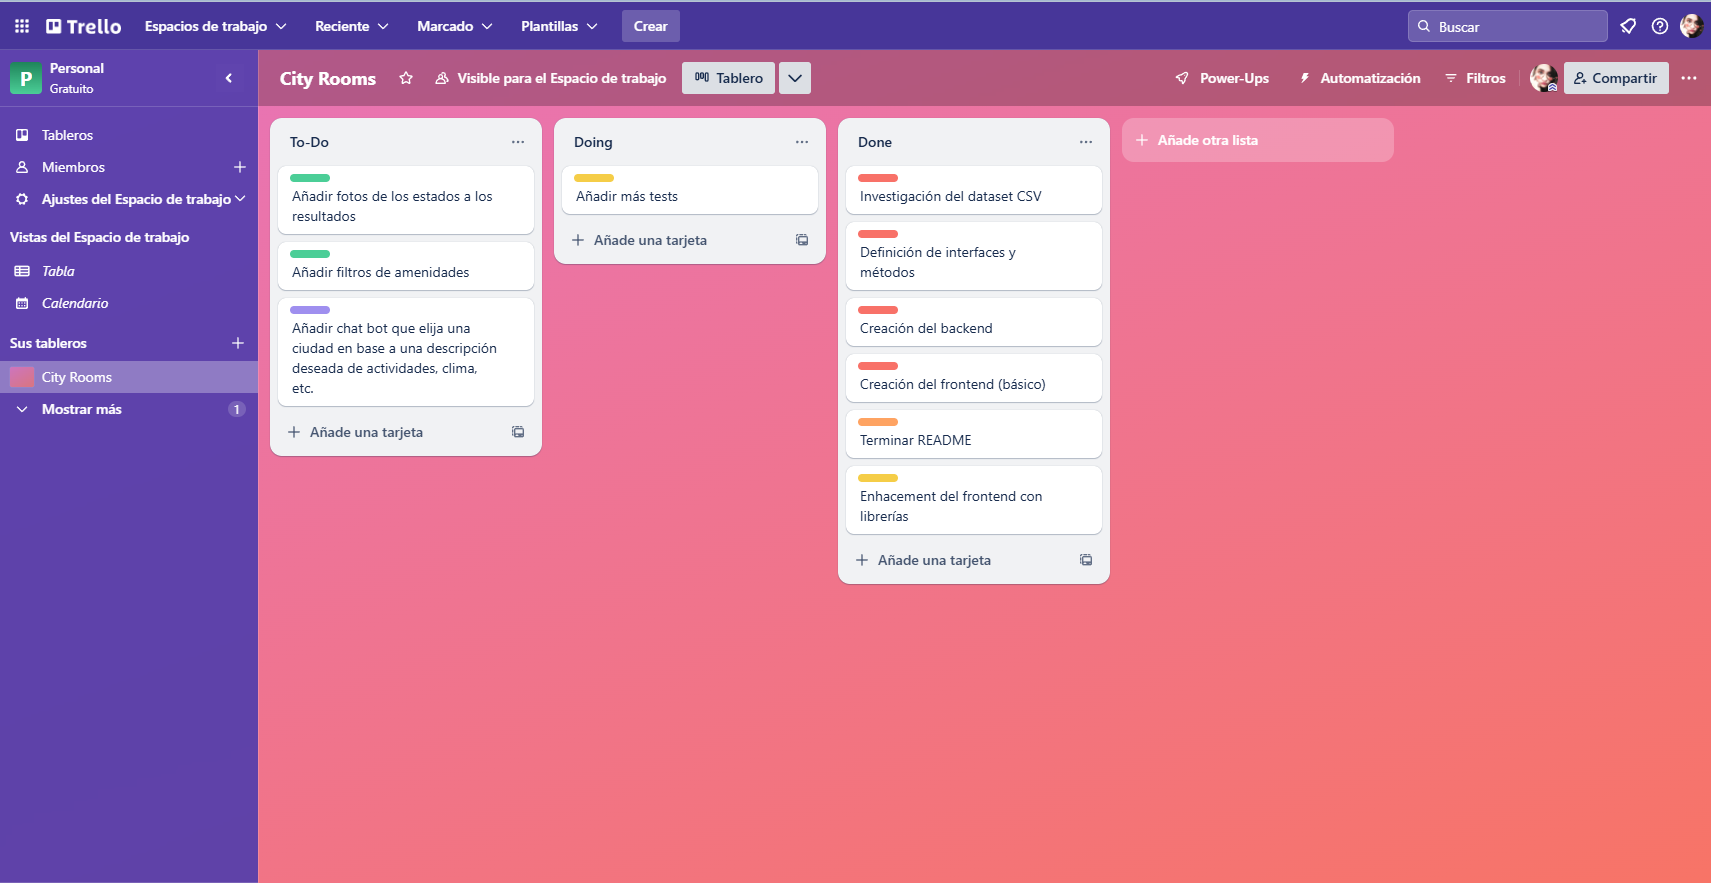 Trello
Espacios de trabajo
Reciente
Marcado
Plantillas
Crear
Buscar
P
Personal
Gratuito
City Rooms
Visible para el Espacio de trabajo
Tablero
Power-Ups
Automatización
Filtros
Compartir
Tableros
Miembros
Ajustes del Espacio de trabajo
Vistas del Espacio de trabajo
Tabla
Calendario
Sus tableros
City Rooms
Mostrar más
1
To-Do
Añadir fotos de los estados a los
resultados
Añadir filtros de amenidades
Añadir chat bot que elija una
ciudad en base a una descripción
deseada de actividades, clima,
etc.
Añade una tarjeta
Doing
Añadir más tests
Añade una tarjeta
Done
Investigación del dataset CSV
Definición de interfaces y
métodos
Creación del backend
Creación del frontend (básico)
Terminar README
Enhacement del frontend con
librerías
Añade una tarjeta
Añade otra lista